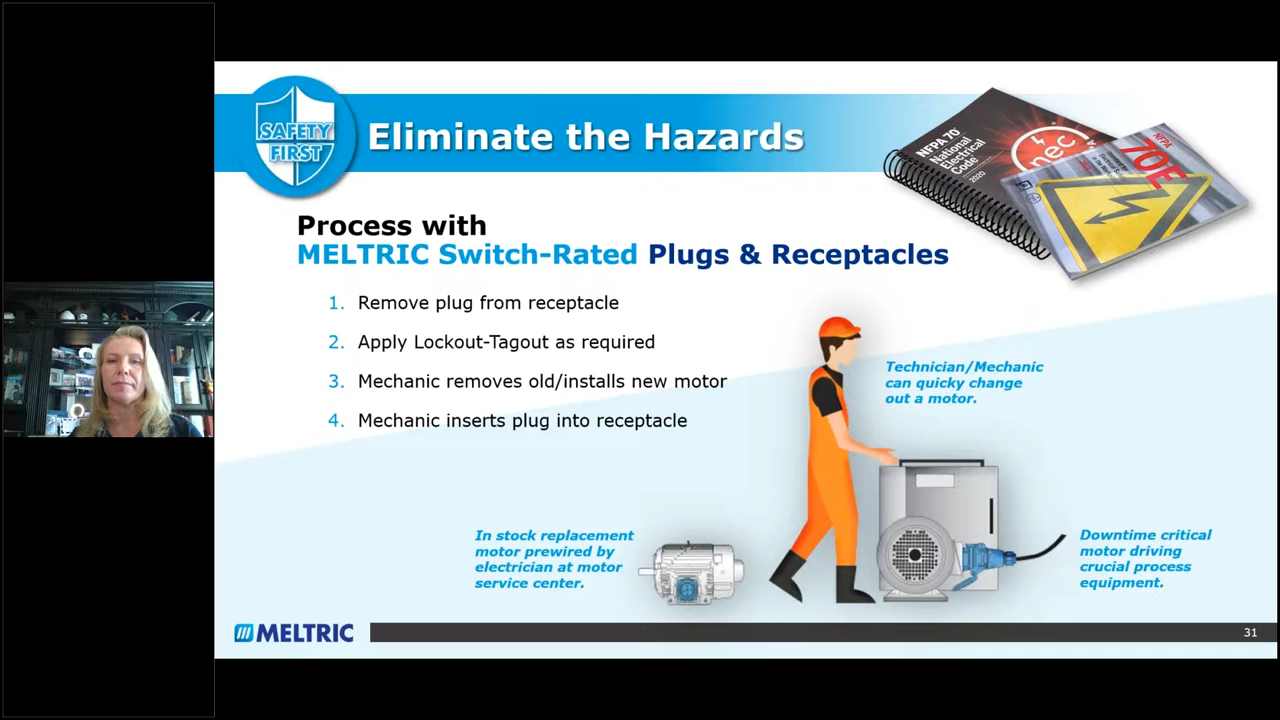 SAFETY
FIRST
Eliminate the Hazards
NFPA 70
National
Electrical
Code
2020
nec
NFPA
70E
Process with
MELTRIC Switch-Rated Plugs & Receptacles
1. Remove plug from receptacle
2. Apply Lockout-Tagout as required
3. Mechanic removes old/installs new motor
4. Mechanic inserts plug into receptacle
Technician/Mechanic
can quicky change
out a motor.
In stock replacement
motor prewired by
electrician at motor
service center.
Downtime critical
motor driving
crucial process
equipment.
MELTRIC
31